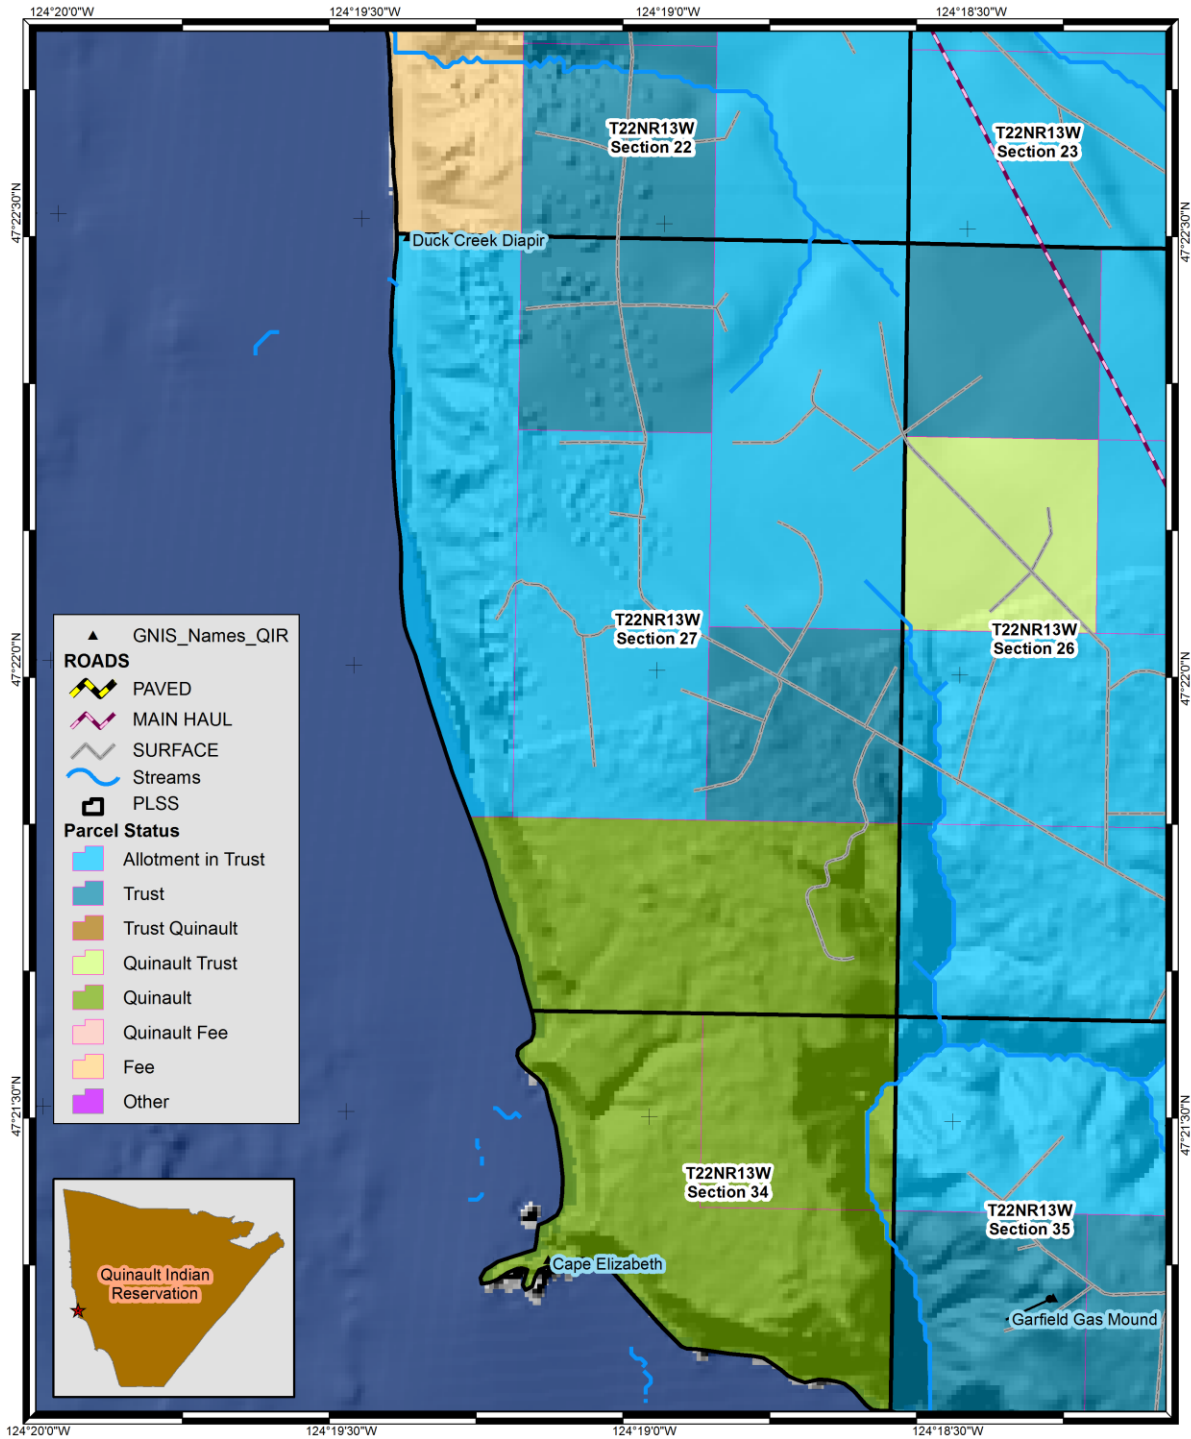 124°20'0"W
124°19'30"W
124°19'0"W
124°18'30"W
47°22'30"N
47°22'30"N
T22NR13W
Section 22
T22NR13W
Section 23
Duck Creek Diapir
47°22'0"N
47°22'0"N
T22NR13W
Section 27
T22NR13W
Section 26
GNIS_Names_QIR
ROADS
PAVED
MAIN HAUL
SURFACE
Streams
PLSS
Parcel Status
Allotment in Trust
Trust
Trust Quinault
Quinault Trust
Quinault
Quinault Fee
Fee
Other
47°21'30"N
47°21'30"N
T22NR13W
Section 34
T22NR13W
Section 35
Cape Elizabeth
Garfield Gas Mound
Quinault Indian
Reservation
124°20'0"W
124°19'30"W
124°19'0"W
124°18'30"W